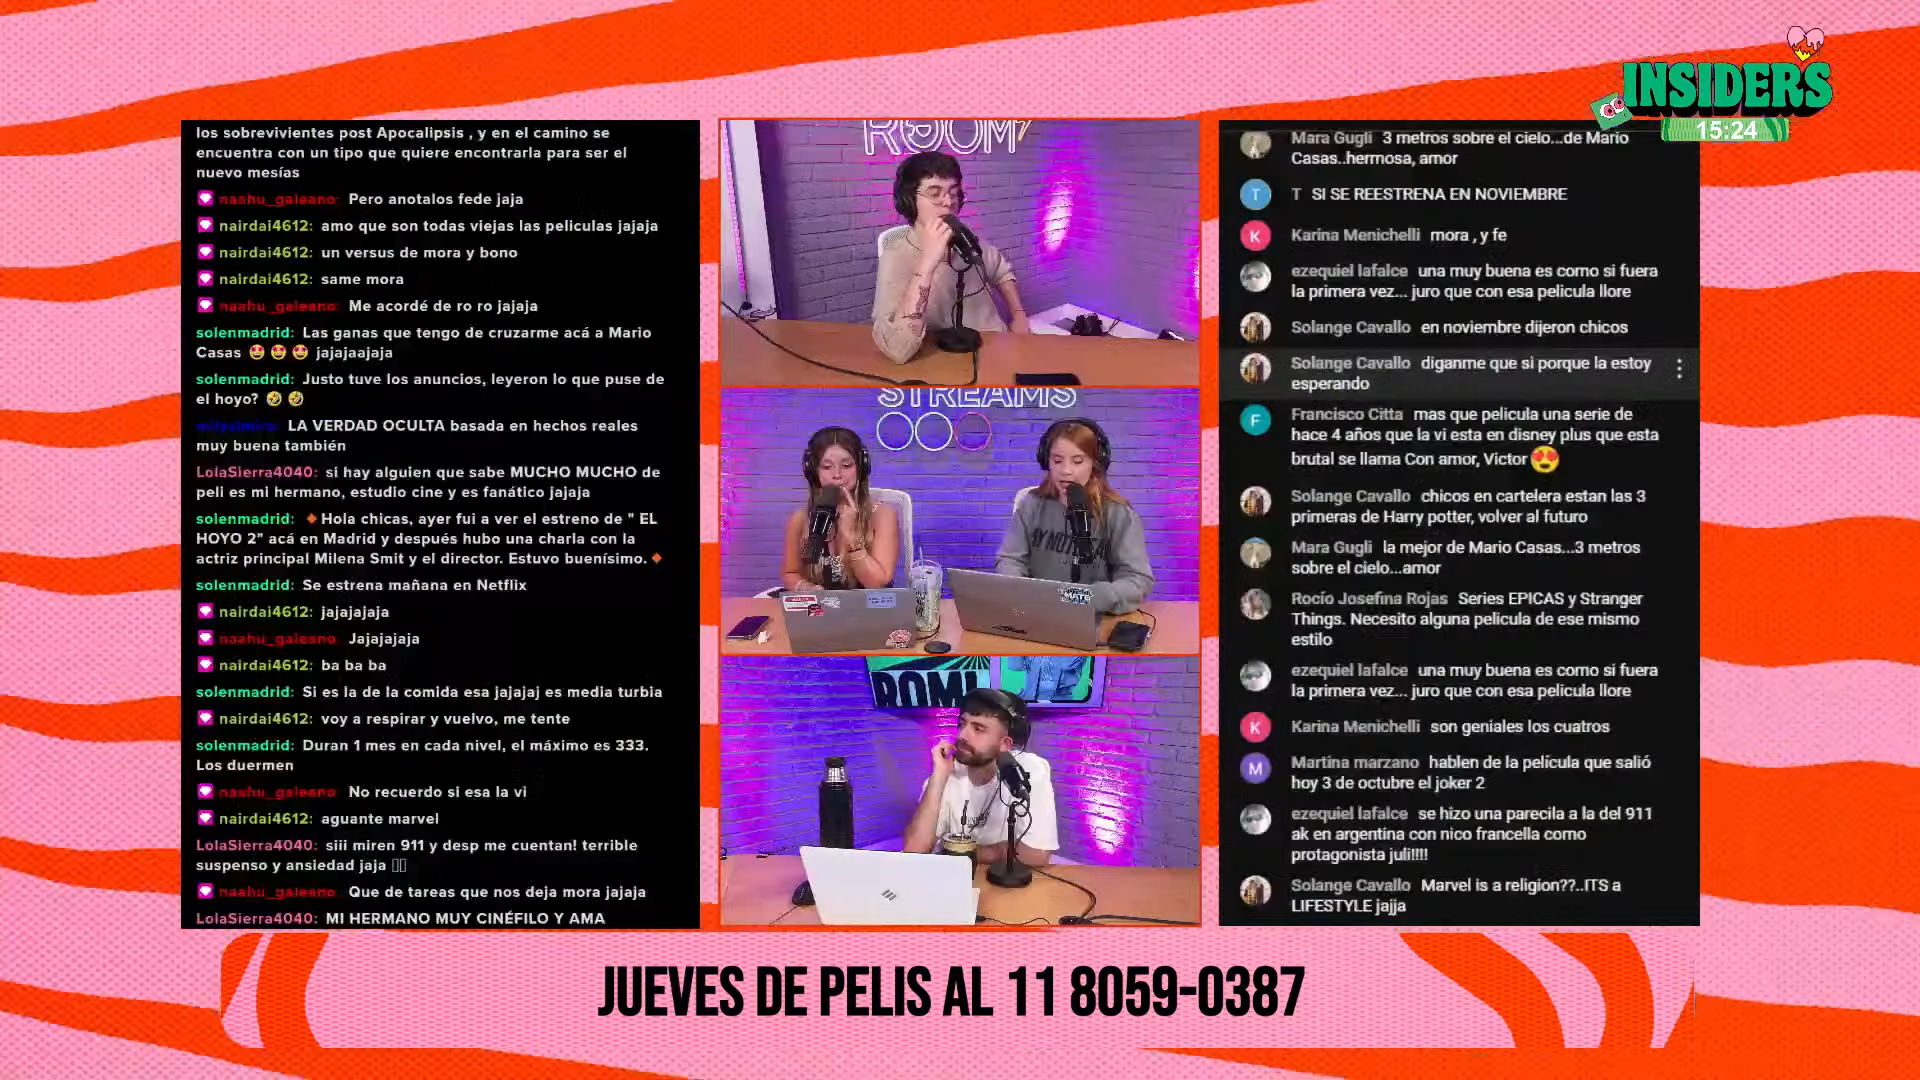 INSIDERS
15:24
los sobrevivientes post Apocalipsis , y en el camino se
encuentra con un tipo que quiere encontrarla para ser el
nuevo mesías
naahu_galeano: Pero anotalos fede jaja
nairdai4612: amo que son todas viejas las peliculas jajaja
nairdai4612: un versus de mora y bono
nairdai4612: same mora
naahu_galeano: Me acordé de ro ro jajaja
solenmadrid: Las ganas que tengo de cruzarme acá a Mario
Casas 🤩 🤩 🤩 jajajaajaja
solenmadrid: Justo tuve los anuncios, leyeron lo que puse de
el hoyo? 🤣 🤣
LA VERDAD OCULTA basada en hechos reales
muy buena también
LolaSierra4040: si hay alguien que sabe MUCHO MUCHO de
peli es mi hermano, estudio cine y es fanático jajaja
solenmadrid: 🔸Hola chicas, ayer fui a ver el estreno de " EL
HOYO 2" acá en Madrid y después hubo una charla con la
actriz principal Milena Smit y el director. Estuvo buenísimo.🔸
solenmadrid: Se estrena mañana en Netflix
nairdai4612: jajajajaja
naahu_galeano: Jajajajaja
nairdai4612: ba ba ba
solenmadrid: Si es la de la comida esa jajajaj es media turbia
nairdai4612: voy a respirar y vuelvo, me tente
solenmadrid: Duran 1 mes en cada nivel, el máximo es 333.
Los duermen
naahu_galeano: No recuerdo si esa la vi
nairdai4612: aguante marvel
LolaSierra4040: siii miren 911 y desp me cuentan! terrible
suspenso y ansiedad jaja
naahu_galeano: Que de tareas que nos deja mora jajaja
LolaSierra4040: MI HERMANO MUY CINÉFILO Y AMA
ROOM
STREAMS
Mara Gugli 3 metros sobre el cielo...de Mario
Casas..hermosa, amor
T T SI SE REESTRENA EN NOVIEMBRE
K Karina Menichelli mora , y fe
ezequiel lafalce una muy buena es como si fuera
la primera vez... juro que con esa pelicula llore
Solange Cavallo en noviembre dijeron chicos
Solange Cavallo diganme que si porque la estoy
esperando
F Francisco Citta mas que pelicula una serie de
hace 4 años que la vi esta en disney plus que esta
brutal se llama Con amor, Victor 😍
Solange Cavallo chicos en cartelera estan las 3
primeras de Harry potter, volver al futuro
Mara Gugli la mejor de Mario Casas...3 metros
sobre el cielo...amor
Rocío Josefina Rojas Series EPICAS y Stranger
Things. Necesito alguna pelicula de ese mismo
estilo
ezequiel lafalce una muy buena es como si fuera
la primera vez... juro que con esa pelicula llore
K Karina Menichelli son geniales los cuatros
M Martina marzano hablen de la película que salió
hoy 3 de octubre el joker 2
ezequiel lafalce se hizo una parecila a la del 911
ak en argentina con nico francella como
protagonista juli!!!!
Solange Cavallo Marvel is a religion??..ITS a
LIFESTYLE jajja
JUEVES DE PELIS AL 11 8059-0387